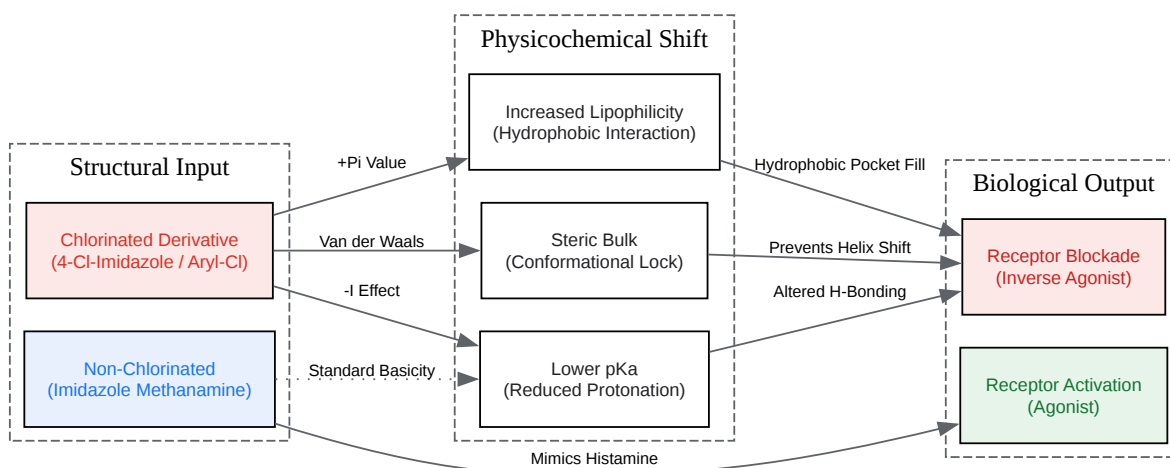 Physicochemical Shift
Increased Lipophilicity
(Hydrophobic Interaction)
Structural Input
+Pi Value
Hydrophobic Pocket Fill
Biological Output
Chlorinated Derivative
(4-Cl-Imidazole / Aryl-Cl)
Van der Waals
Steric Bulk
(Conformational Lock)
Prevents Helix Shift
Receptor Blockade
(Inverse Agonist)
-I Effect
Altered H-Bonding
Non-Chlorinated
(Imidazole Methanamine)
Standard Basicity
Lower pKa
(Reduced Protonation)
Receptor Activation
(Agonist)
Mimics Histamine